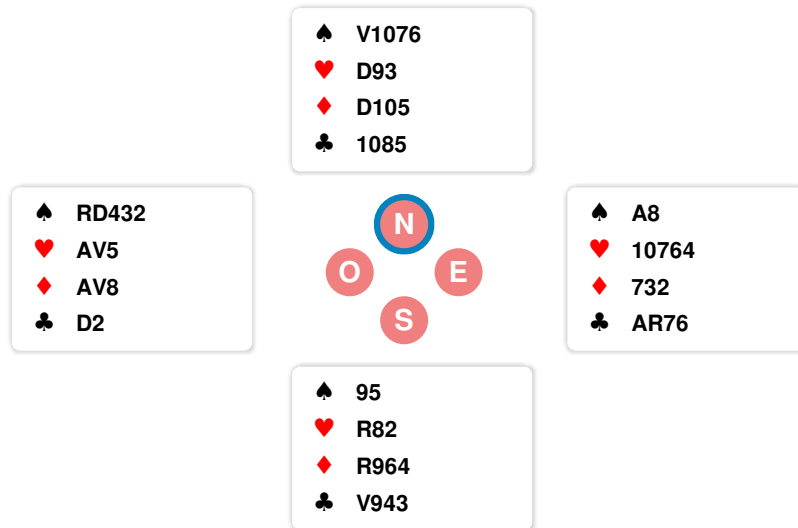 ♠ V1076
♥ D93
♦ D105
♣ 1085
♠ RD432
♥ AV5
♦ AV8
♣ D2
N
O E
S
♠ A8
♥ 10764
♦ 732
♣ AR76
♠ 95
♥ R82
♦ R964
♣ V943